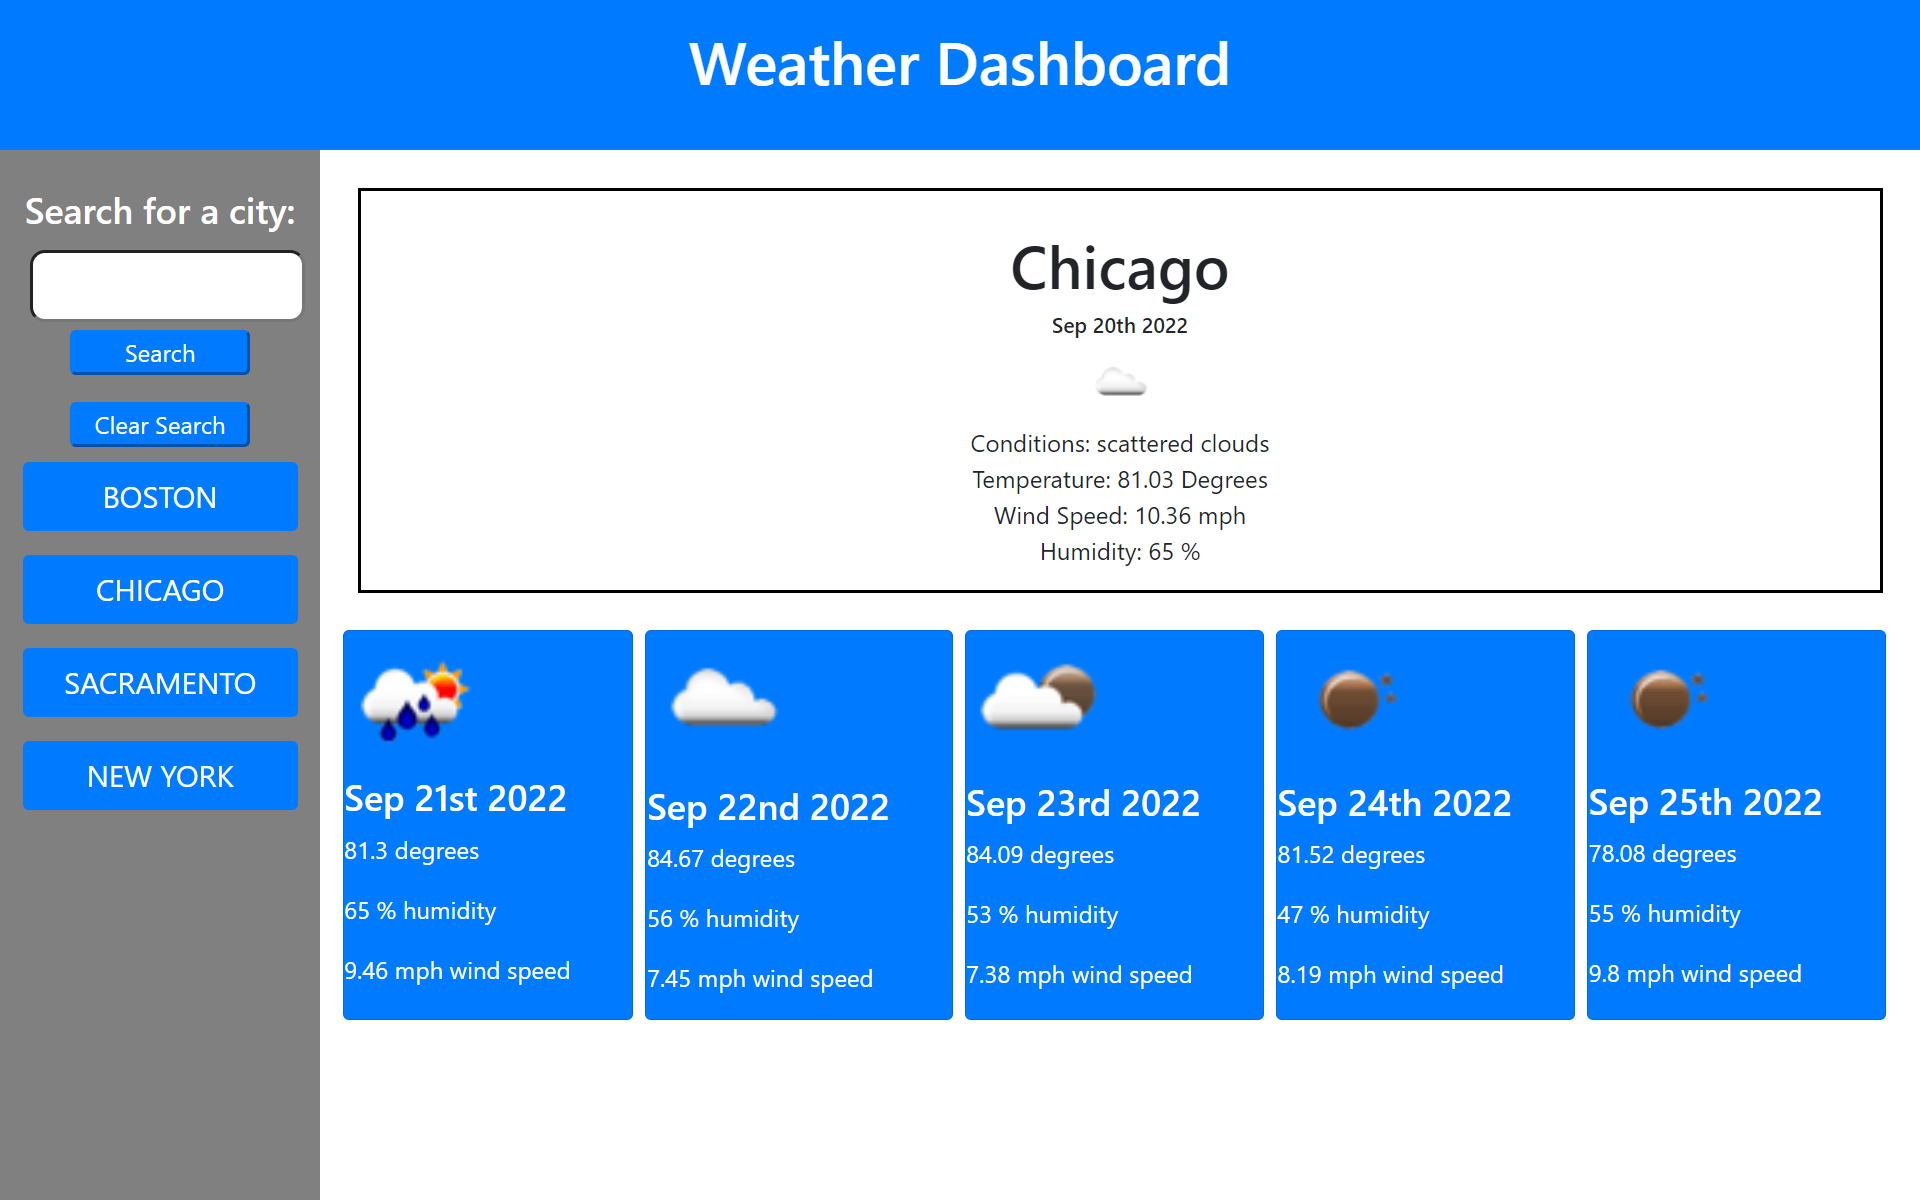 Weather Dashboard
Search for a city:
Search
Clear Search
BOSTON
CHICAGO
SACRAMENTO
NEW YORK
Chicago
Sep 20th 2022
Conditions: scattered clouds
Temperature: 81.03 Degrees
Wind Speed: 10.36 mph
Humidity: 65 %
Sep 21st 2022
81.3 degrees
65 % humidity
9.46 mph wind speed
Sep 22nd 2022
84.67 degrees
56 % humidity
7.45 mph wind speed
Sep 23rd 2022
84.09 degrees
53 % humidity
7.38 mph wind speed
Sep 24th 2022
81.52 degrees
47 % humidity
8.19 mph wind speed
Sep 25th 2022
78.08 degrees
55 % humidity
9.8 mph wind speed